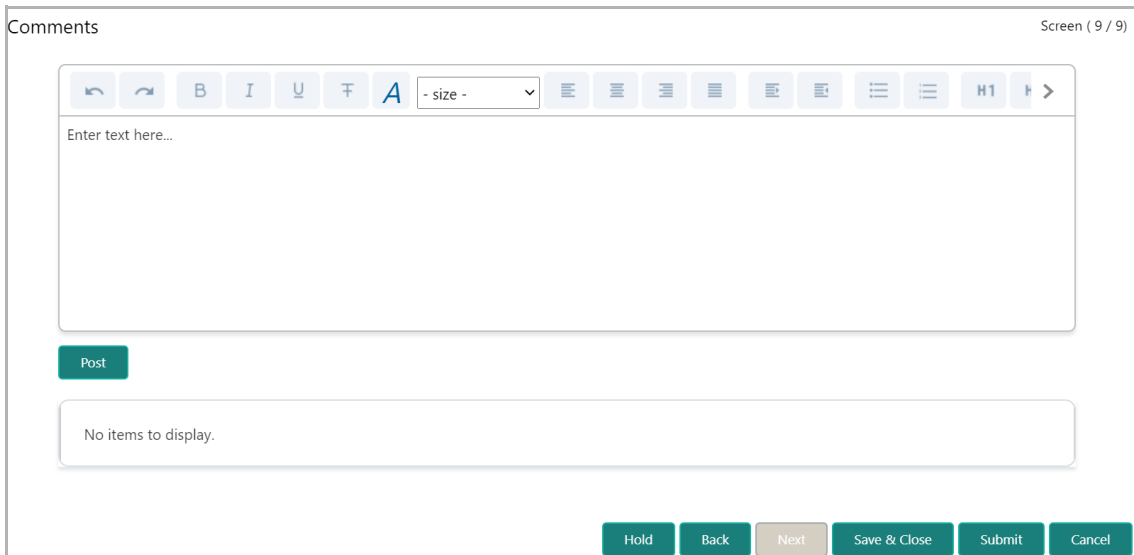 Comments
Screen ( 9 / 9)
B I U T A - size - H1 H
Enter text here...
Post
No items to display.
Hold Back Next Save & Close Submit Cancel